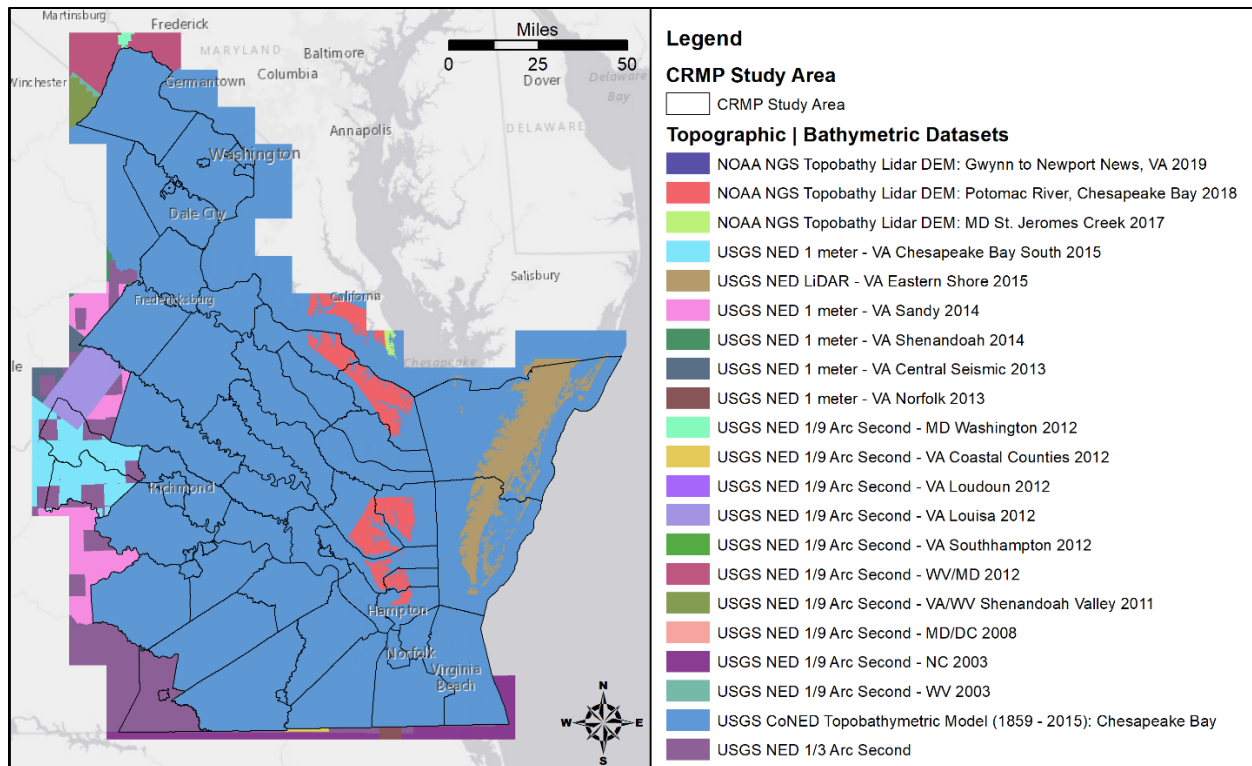 Martinsburg
Frederick
MARYLAND
Baltimore
Winchester
Germantown
Columbia
Miles
0 25 50
Dover
Delaware
Bay
Annapolis
DELAWARE
Washington
Dale City
Salisbury
California
Fredericksburg
Chesapeake
le
Richmond
Hampton
Norfolk
Virginia
Beach
N
W E
S
Legend
CRMP Study Area
CRMP Study Area
Topographic | Bathymetric Datasets
NOAA NGS Topobathy Lidar DEM: Gwynn to Newport News, VA 2019
NOAA NGS Topobathy Lidar DEM: Potomac River, Chesapeake Bay 2018
NOAA NGS Topobathy Lidar DEM: MD St. Jeromes Creek 2017
USGS NED 1 meter - VA Chesapeake Bay South 2015
USGS NED LiDAR - VA Eastern Shore 2015
USGS NED 1 meter - VA Sandy 2014
USGS NED 1 meter - VA Shenandoah 2014
USGS NED 1 meter - VA Central Seismic 2013
USGS NED 1 meter - VA Norfolk 2013
USGS NED 1/9 Arc Second - MD Washington 2012
USGS NED 1/9 Arc Second - VA Coastal Counties 2012
USGS NED 1/9 Arc Second - VA Loudoun 2012
USGS NED 1/9 Arc Second - VA Louisa 2012
USGS NED 1/9 Arc Second - VA Southhampton 2012
USGS NED 1/9 Arc Second - WV/MD 2012
USGS NED 1/9 Arc Second - VA/WV Shenandoah Valley 2011
USGS NED 1/9 Arc Second - MD/DC 2008
USGS NED 1/9 Arc Second - NC 2003
USGS NED 1/9 Arc Second - WV 2003
USGS CoNED Topobathymetric Model (1859 - 2015): Chesapeake Bay
USGS NED 1/3 Arc Second